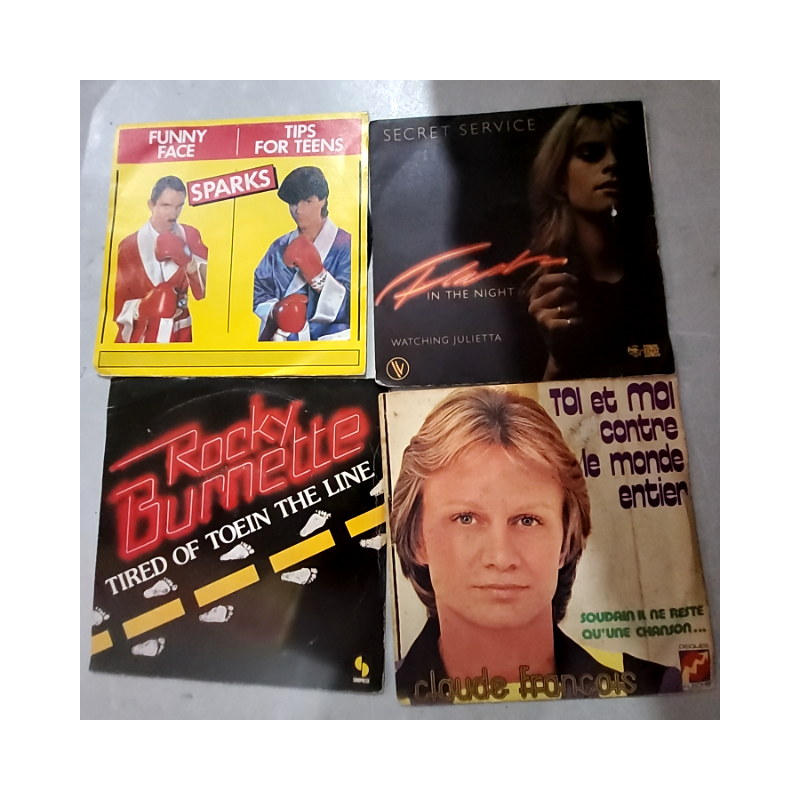 FUNNY FACE
TIPS FOR TEENS
SPARKS
SECRET SERVICE
Flash
IN THE NIGHT
WATCHING JULIETTA
Rocky
Burnette
TIRED OF TOEIN THE LINE
TOI et MOI
contre
le monde
entier
SOUDAIN IL NE RESTE
QU'UNE CHANSON...
DISQUES
claude françois